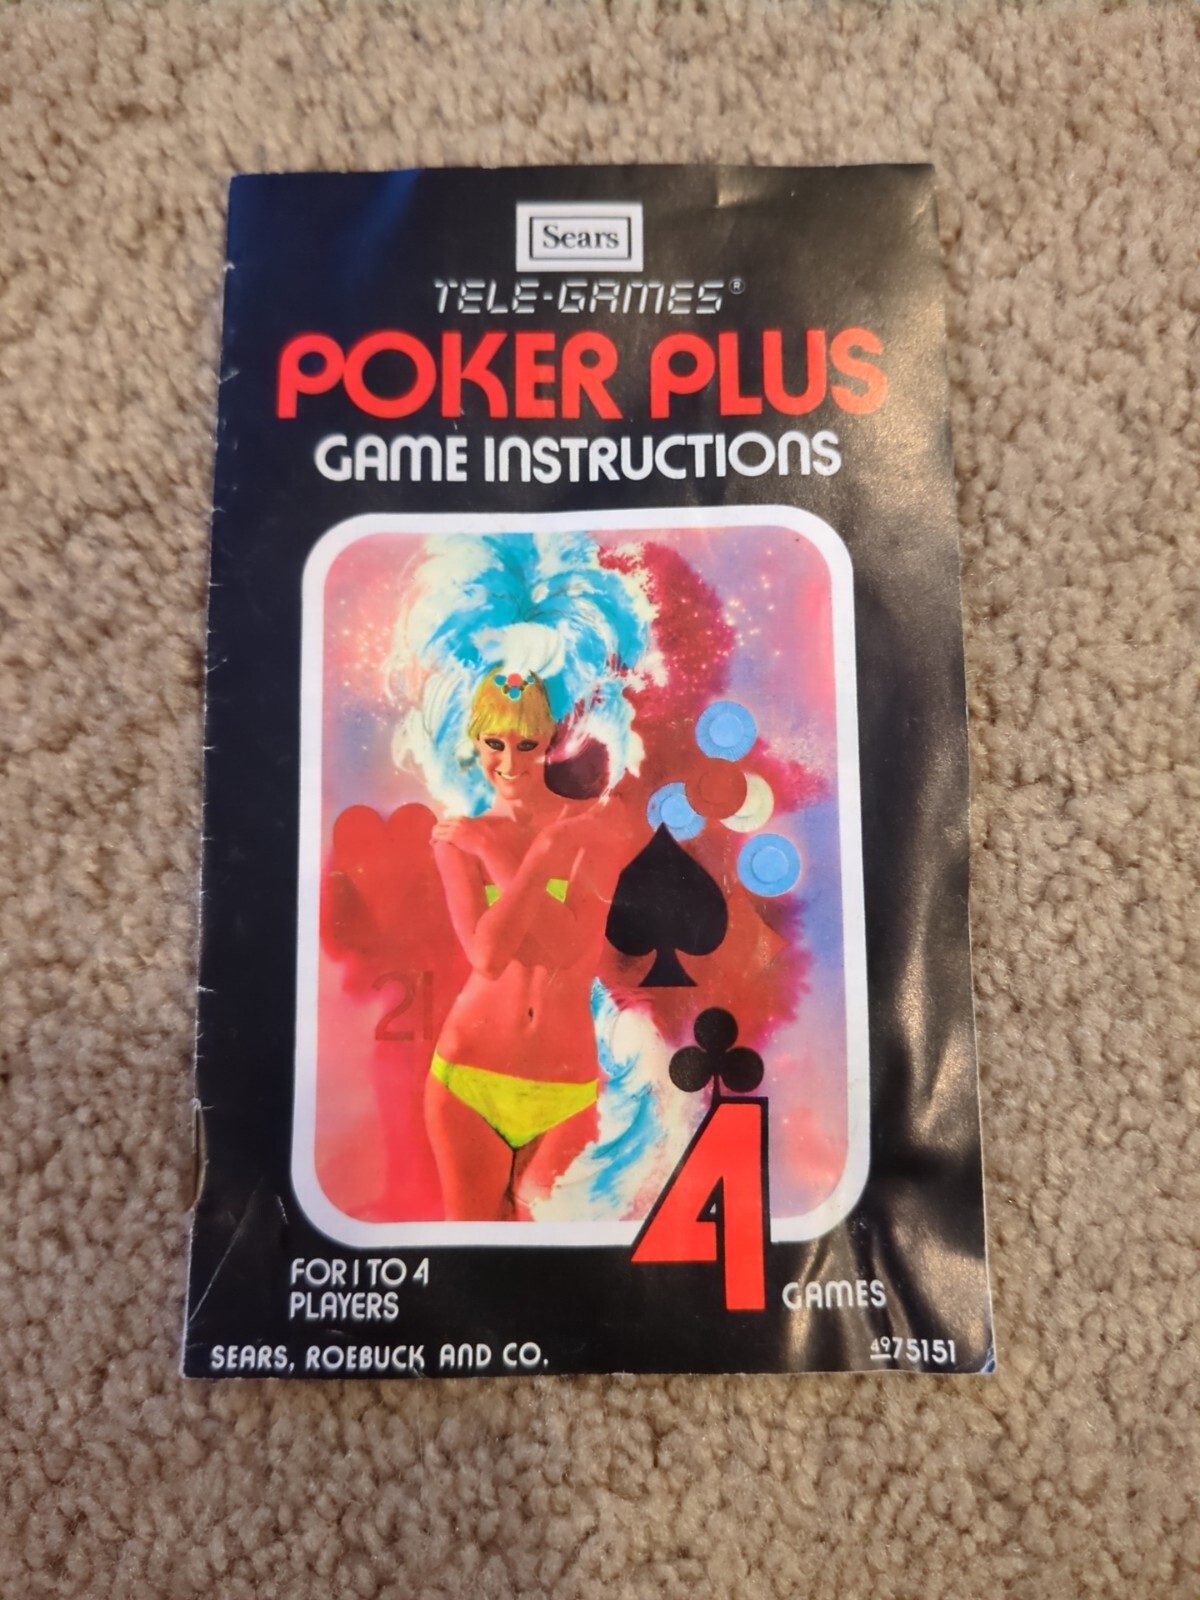 Sears
TELE-GAMES®
POKER PLUS
GAME INSTRUCTIONS
21
4
GAMES
FOR 1 TO 4
PLAYERS
SEARS, ROEBUCK AND CO.
4975151